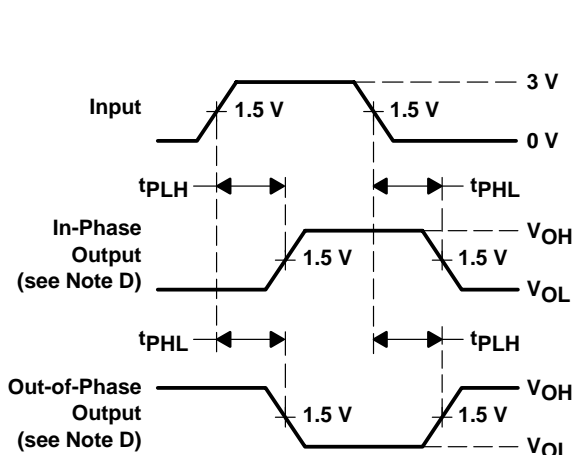 3 V
Input
1.5 V
1.5 V
0 V
tPLH
tPHL
In-Phase
Output
(see Note D)
VOH
1.5 V
1.5 V
VOL
tPHL
tPLH
Out-of-Phase
Output
(see Note D)
VOH
1.5 V
1.5 V
VOL